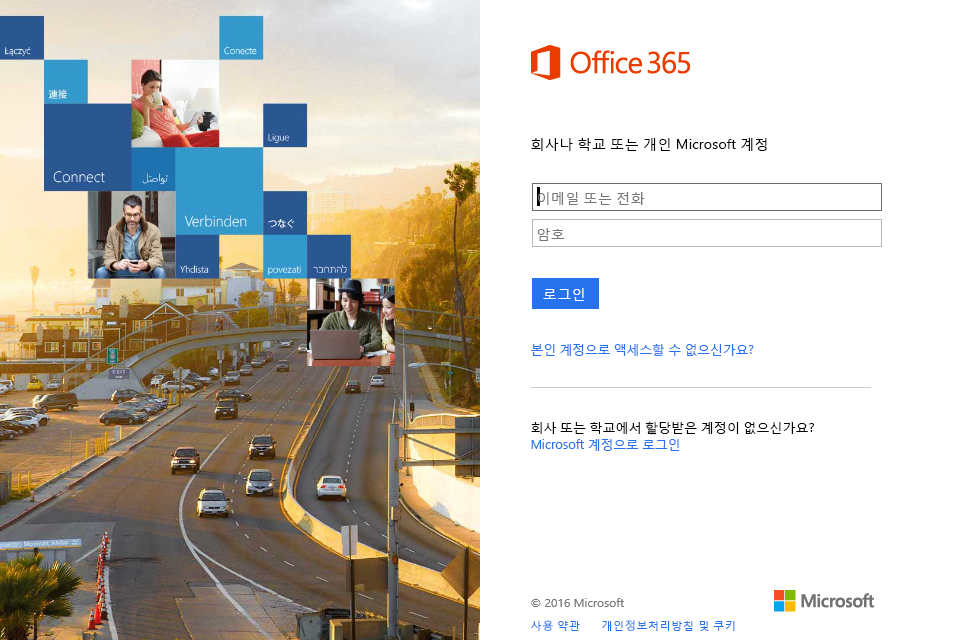 Łączyć
Conecte
連接
Ligue
Connect
تواصَل
Verbinden
つなぐ
Yhdista
povezati
להתחבר
EXIT
Office 365
회사나 학교 또는 개인 Microsoft 계정
이메일 또는 전화
암호
로그인
본인 계정으로 액세스할 수 없으신가요?
회사 또는 학교에서 할당받은 계정이 없으신가요?
Microsoft 계정으로 로그인
© 2016 Microsoft
Microsoft
사용 약관 개인정보처리방침 및 쿠키